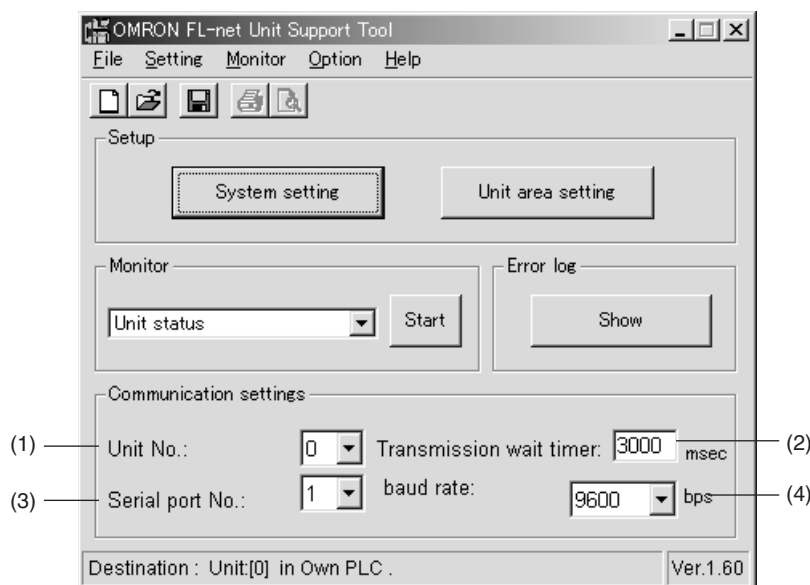 OMRON FL-net Unit Support Tool
File Setting Monitor Option Help
Setup
System setting Unit area setting
Monitor Error log
Unit status Start Show
Communication settings
(1) Unit No.: 0 Transmission wait timer: 3000 msec (2)
(3) Serial port No.: 1 baud rate: 9600 bps (4)
Destination : Unit:[0] in Own PLC . Ver.1.60